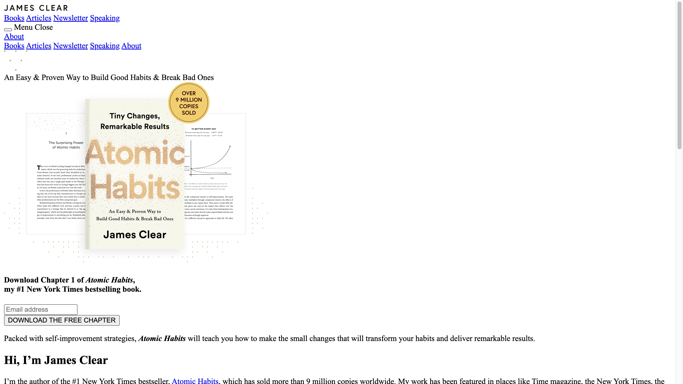 JAMES CLEAR
Books Articles Newsletter Speaking
Menu Close
About
Books Articles Newsletter Speaking About
An Easy & Proven Way to Build Good Habits & Break Bad Ones
OVER
9 MILLION
COPIES
SOLD
Tiny Changes,
Remarkable Results
The Surprising Power
of Atomic Habits
Atomic
Habits
An Easy & Proven Way to
Build Good Habits & Break Bad Ones
James Clear
Download Chapter 1 of Atomic Habits,
my #1 New York Times bestselling book.
Email address
DOWNLOAD THE FREE CHAPTER
Packed with self-improvement strategies, Atomic Habits will teach you how to make the small changes that will transform your habits and deliver remarkable results.
Hi, I’m James Clear
I’m the author of the #1 New York Times bestseller, Atomic Habits, which has sold more than 9 million copies worldwide. My work has been featured in places like Time magazine, the New York Times, the